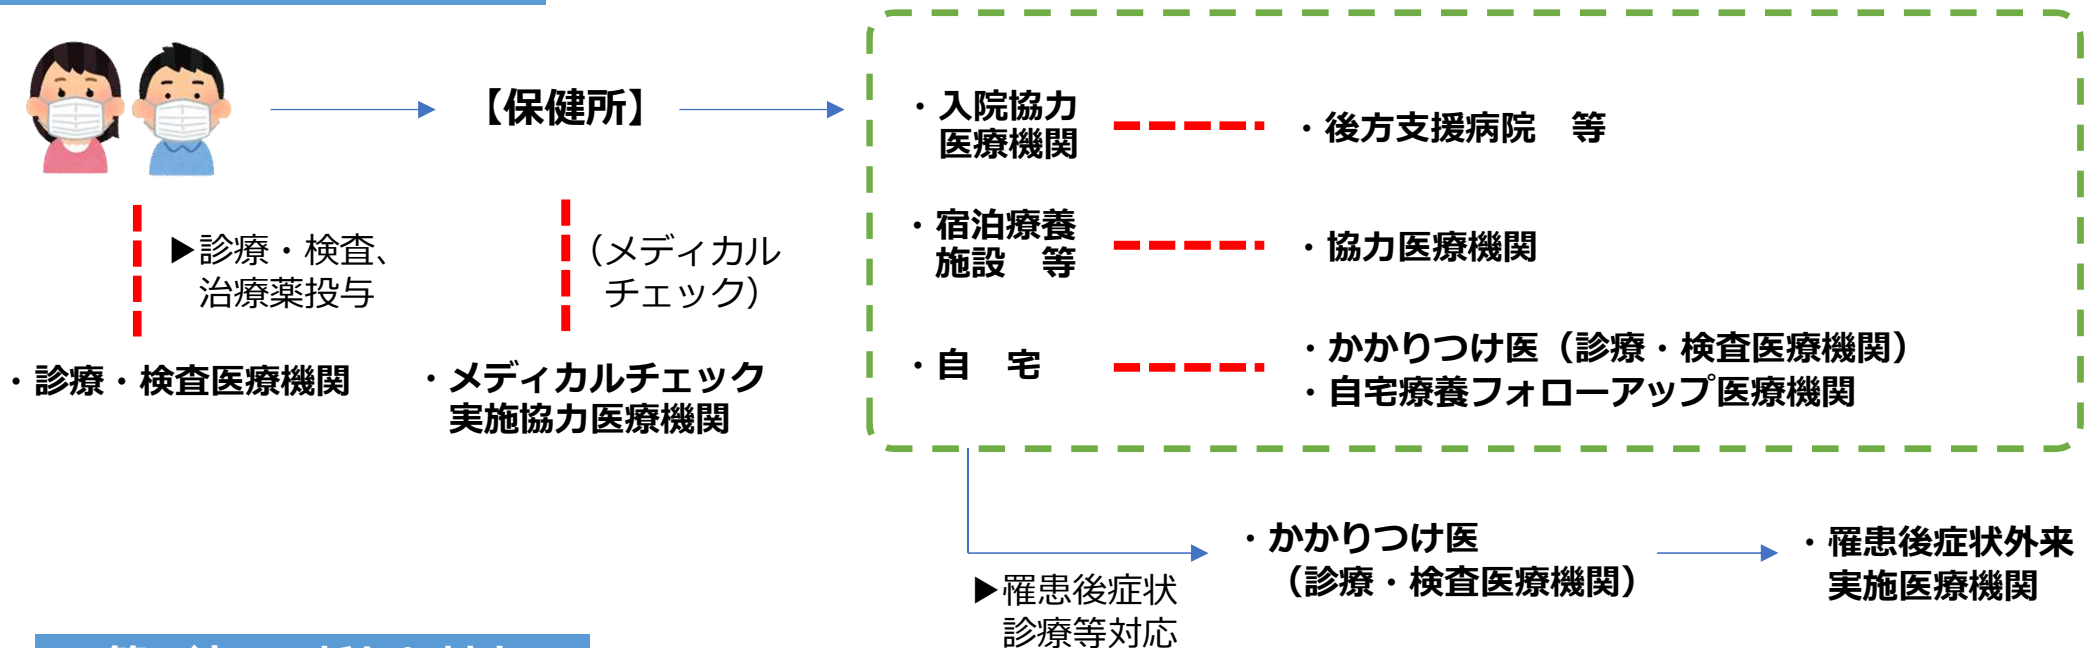 【保健所】
・入院協力
医療機関
・後方支援病院　等
▶診療・検査、
治療薬投与
（メディカル
チェック）
・宿泊療養
施設　等
・協力医療機関
・自　宅
・かかりつけ医（診療・検査医療機関）
・自宅療養フォローアップ医療機関
・診療・検査医療機関
・メディカルチェック
実施協力医療機関
▶罹患後症状
診療等対応
・かかりつけ医
（診療・検査医療機関）
・罹患後症状外来
実施医療機関